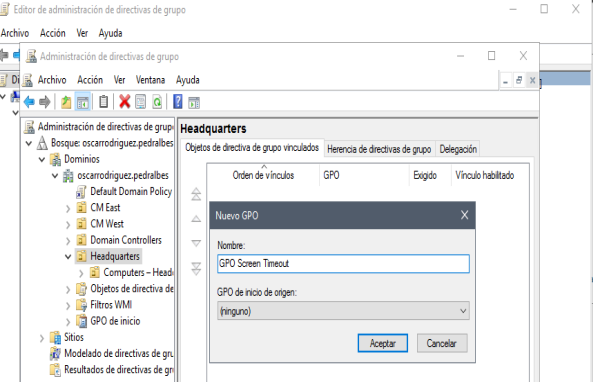 Editor de administración de directivas de grupo
Archivo Acción Ver Ayuda
Administración de directivas de grupo
Archivo Acción Ver Ventana Ayuda
Administración de directivas de grup
Bosque: oscarrodriguez.pedralbes
Dominios
oscarrodriguez.pedralbes
Default Domain Policy
CM East
CM West
Domain Controllers
Headquarters
Computers – Head
Objetos de directiva de
Filtros WMI
GPO de inicio
Sitios
Modelado de directivas de gru
Resultados de directivas de gr
Headquarters
Objetos de directiva de grupo vinculados Herencia de directivas de grupo Delegación
Orden de vínculos GPO Exigido Vínculo habilitado
Nuevo GPO
Nombre:
GPO Screen Timeout
GPO de inicio de origen:
(ninguno)
Aceptar Cancelar